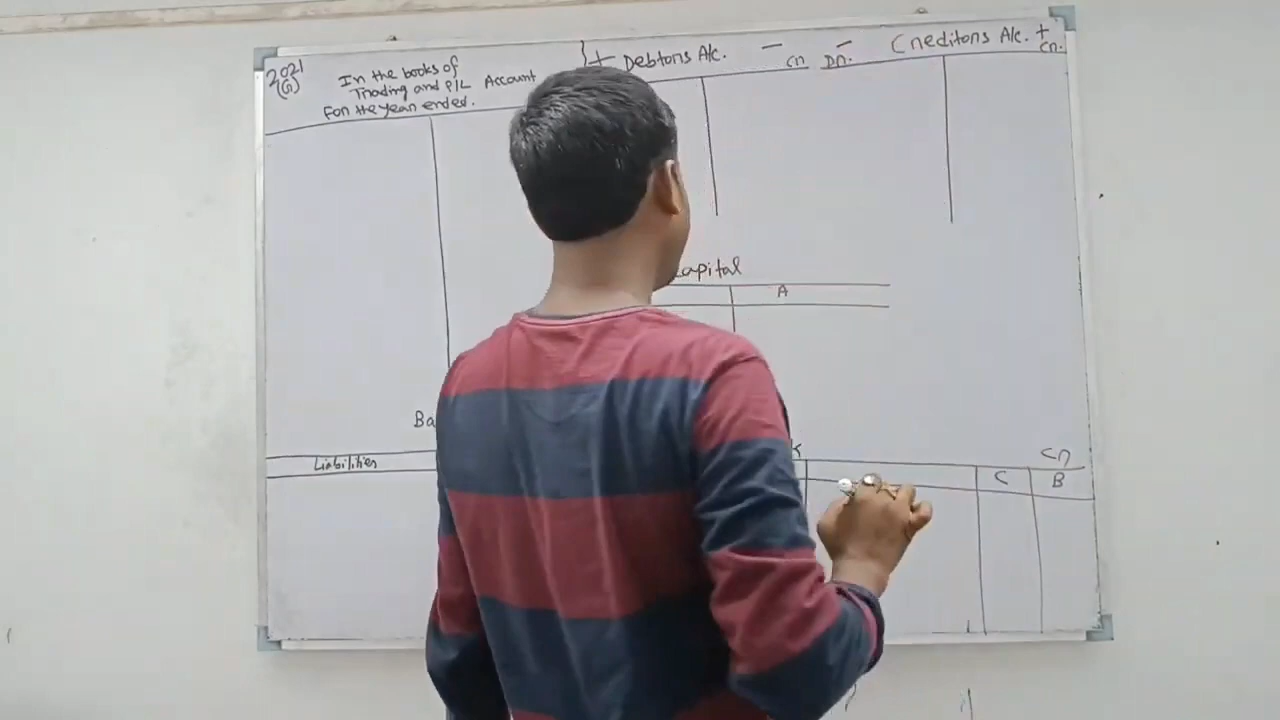 2021
(G)
In the books of
Trading and P/L Account
For the year ended.
+ Debtors A/c. -
Cr
Dr. - Creditors A/c. +
Cr.
Capital
A
Ba
Liabilities
Cr
C B